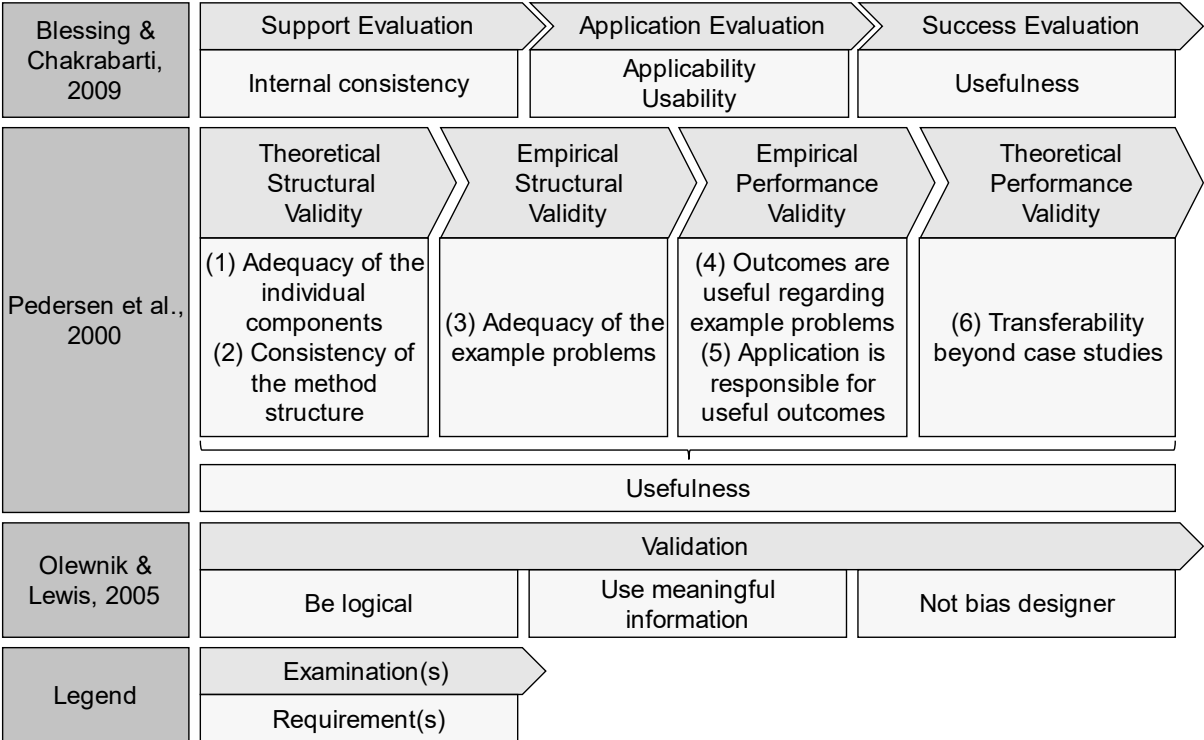 Blessing &
Chakrabarti,
2009
Support Evaluation
Application Evaluation
Success Evaluation
Internal consistency
Applicability
Usability
Usefulness
Pedersen et al.,
2000
Theoretical
Structural
Validity
Empirical
Structural
Validity
Empirical
Performance
Validity
Theoretical
Performance
Validity
(1) Adequacy of the
individual
components
(2) Consistency of
the method
structure
(3) Adequacy of the
example problems
(4) Outcomes are
useful regarding
example problems
(5) Application is
responsible for
useful outcomes
(6) Transferability
beyond case studies
Usefulness
Olewnik &
Lewis, 2005
Validation
Be logical
Use meaningful
information
Not bias designer
Legend
Examination(s)
Requirement(s)